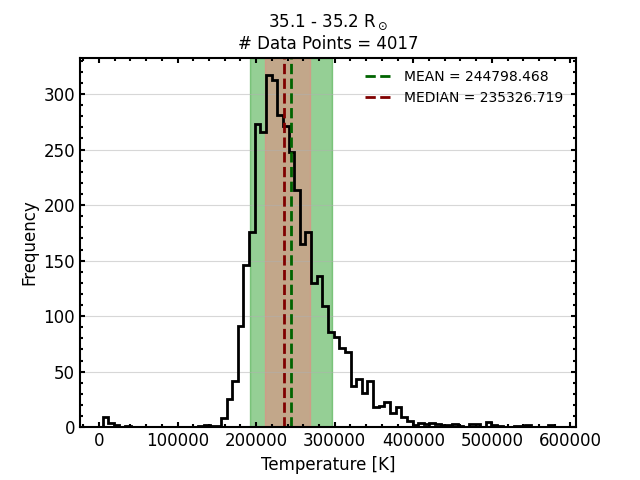 35.1 - 35.2 R⊙
# Data Points = 4017
MEAN = 244798.468
MEDIAN = 235326.719
Frequency
300
250
200
150
100
50
0
0 100000 200000 300000 400000 500000 600000
Temperature [K]